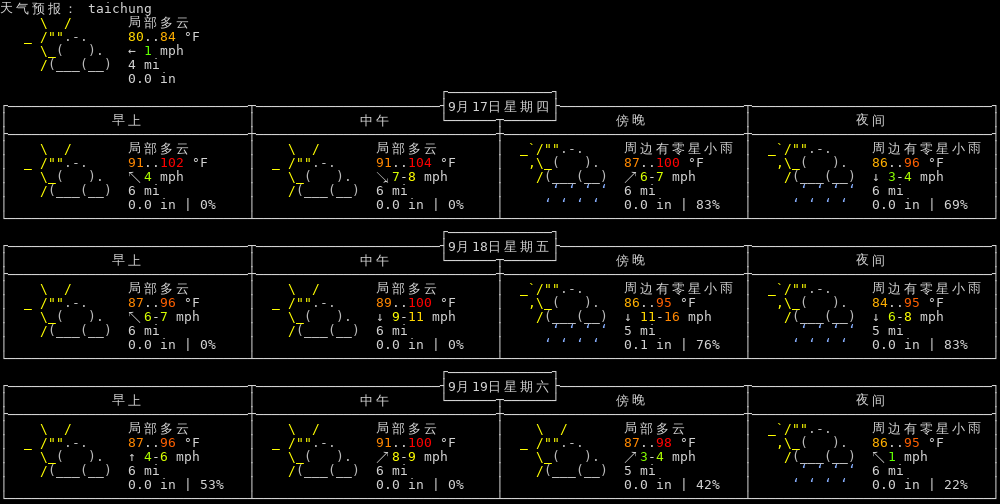 天气预报： taichung
局部多云
80..84 °F
← 1 mph
4 mi
0.0 in
9月17日星期四
早上 中午 傍晚 夜间
局部多云 局部多云 周边有零星小雨 周边有零星小雨
91..102 °F 91..104 °F 87..100 °F 86..96 °F
↖ 4 mph ↘ 7-8 mph ↗ 6-7 mph ↓ 3-4 mph
6 mi 6 mi 6 mi 6 mi
0.0 in | 0% 0.0 in | 0% 0.0 in | 83% 0.0 in | 69%
9月18日星期五
早上 中午 傍晚 夜间
局部多云 局部多云 周边有零星小雨 周边有零星小雨
87..96 °F 89..100 °F 86..95 °F 84..95 °F
↖ 6-7 mph ↓ 9-11 mph ↓ 11-16 mph ↓ 6-8 mph
6 mi 6 mi 5 mi 5 mi
0.0 in | 0% 0.0 in | 0% 0.1 in | 76% 0.0 in | 83%
9月19日星期六
早上 中午 傍晚 夜间
局部多云 局部多云 局部多云 周边有零星小雨
87..96 °F 91..100 °F 87..98 °F 86..95 °F
↑ 4-6 mph ↗ 8-9 mph ↗ 3-4 mph ↖ 1 mph
6 mi 6 mi 5 mi 6 mi
0.0 in | 53% 0.0 in | 0% 0.0 in | 42% 0.0 in | 22%